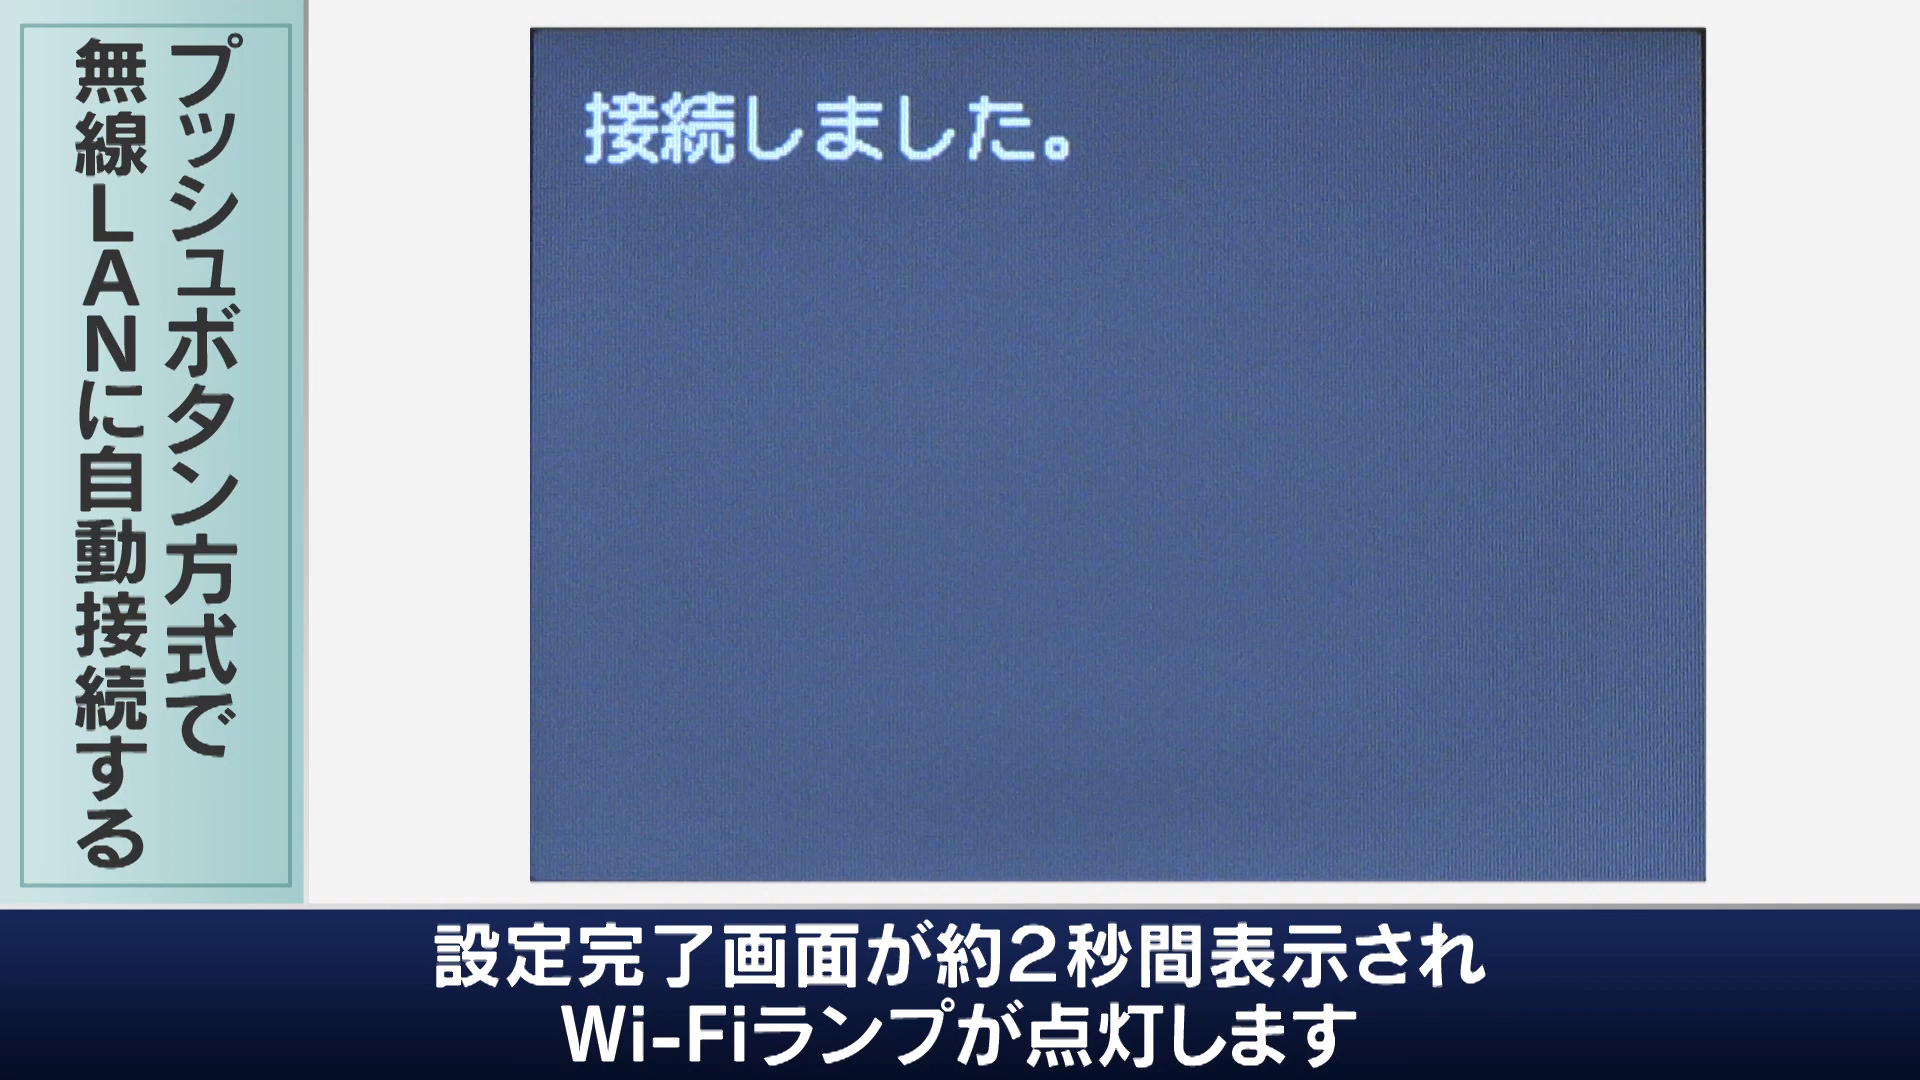 プッシュボタン方式で
無線LANに自動接続する
接続しました。
設定完了画面が約2秒間表示され
Wi-Fiランプが点灯します